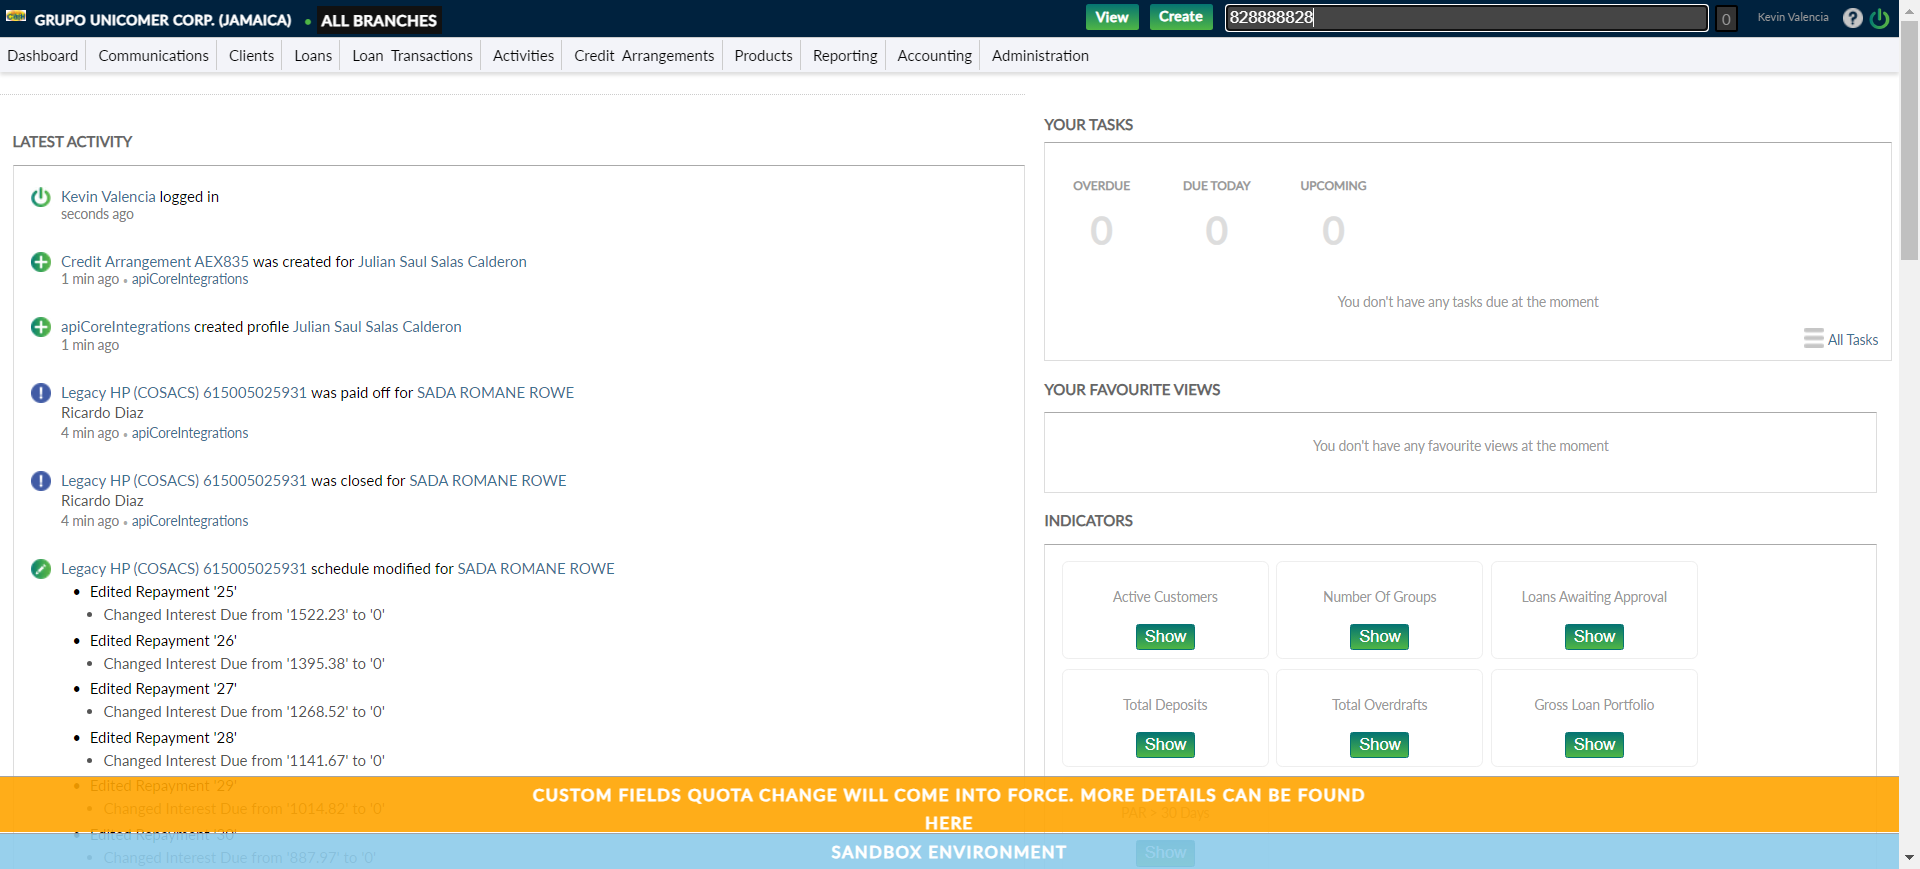 GRUPO UNICOMER CORP. (JAMAICA) • ALL BRANCHES
View Create 828888828 0 Kevin Valencia ?
Dashboard Communications Clients Loans Loan Transactions Activities Credit Arrangements Products Reporting Accounting Administration
LATEST ACTIVITY
Kevin Valencia logged in
seconds ago
Credit Arrangement AEX835 was created for Julian Saul Salas Calderon
1 min ago • apiCoreIntegrations
apiCoreIntegrations created profile Julian Saul Salas Calderon
1 min ago
Legacy HP (COSACS) 615005025931 was paid off for SADA ROMANE ROWE
Ricardo Diaz
4 min ago • apiCoreIntegrations
Legacy HP (COSACS) 615005025931 was closed for SADA ROMANE ROWE
Ricardo Diaz
4 min ago • apiCoreIntegrations
Legacy HP (COSACS) 615005025931 schedule modified for SADA ROMANE ROWE
• Edited Repayment '25'
• Changed Interest Due from '1522.23' to '0'
• Edited Repayment '26'
• Changed Interest Due from '1395.38' to '0'
• Edited Repayment '27'
• Changed Interest Due from '1268.52' to '0'
• Edited Repayment '28'
• Changed Interest Due from '1141.67' to '0'
• Edited Repayment '29'
• Changed Interest Due from '1014.82' to '0'
• Edited Repayment '30'
• Changed Interest Due from '887.97' to '0'
YOUR TASKS
OVERDUE DUE TODAY UPCOMING
0 0 0
You don't have any tasks due at the moment
All Tasks
YOUR FAVOURITE VIEWS
You don't have any favourite views at the moment
INDICATORS
Active Customers Number Of Groups Loans Awaiting Approval
Show Show Show
Total Deposits Total Overdrafts Gross Loan Portfolio
Show Show Show
PAR > 30 Days
Show
CUSTOM FIELDS QUOTA CHANGE WILL COME INTO FORCE. MORE DETAILS CAN BE FOUND
HERE
SANDBOX ENVIRONMENT